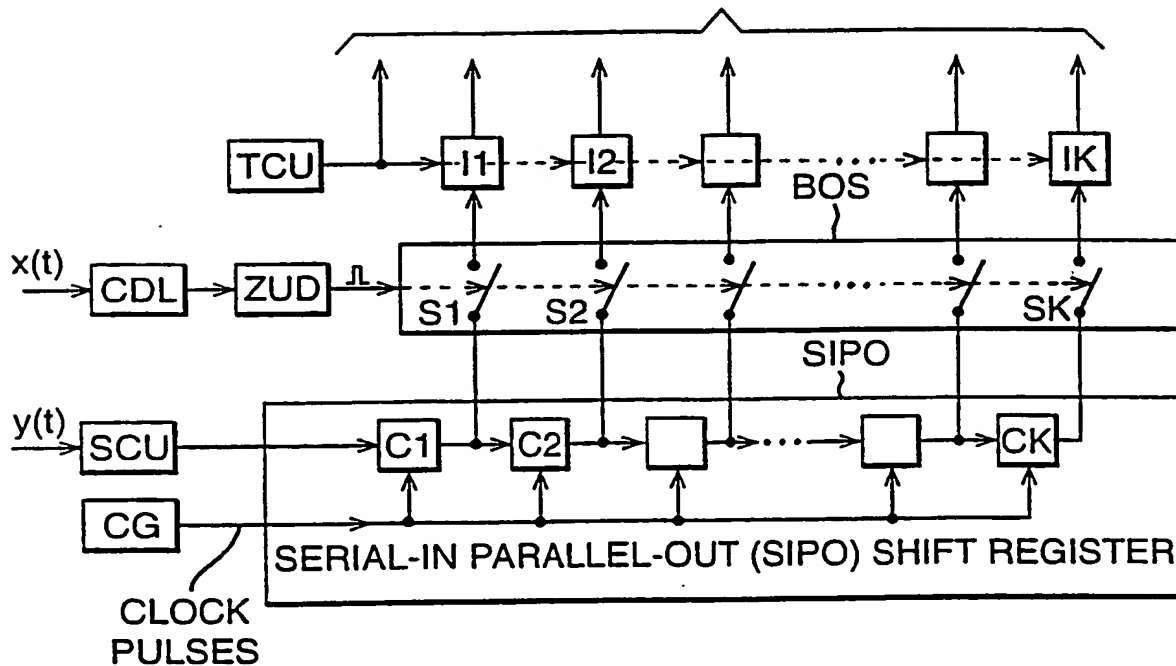 TCU I1 I2 IK
BOS
x(t) CDL ZUD
S1 S2 SK
SIPO
y(t) SCU C1 C2 CK
CG
SERIAL-IN PARALLEL-OUT (SIPO) SHIFT REGISTER
CLOCK
PULSES